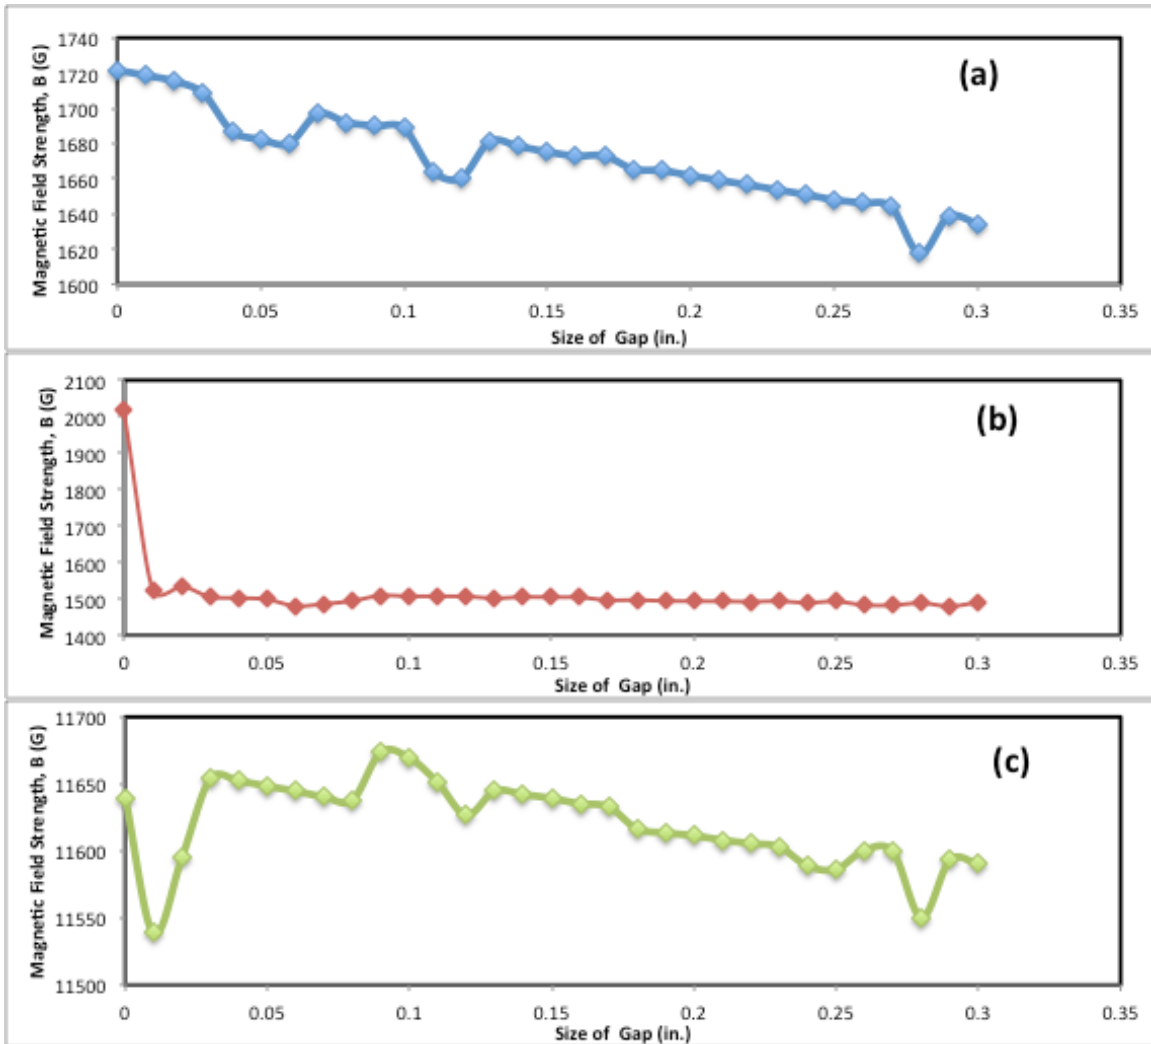 Magnetic Field Strength, B (G)
1740
1720
1700
1680
1660
1640
1620
1600
(a)
0 0.05 0.1 0.15 0.2 0.25 0.3 0.35
Size of Gap (in.)
Magnetic Field Strength, B (G)
2100
2000
1900
1800
1700
1600
1500
1400
(b)
0 0.05 0.1 0.15 0.2 0.25 0.3 0.35
Size of Gap (in.)
Magnetic Field Strength, B (G)
11700
11650
11600
11550
11500
(c)
0 0.05 0.1 0.15 0.2 0.25 0.3 0.35
Size of Gap (in.)